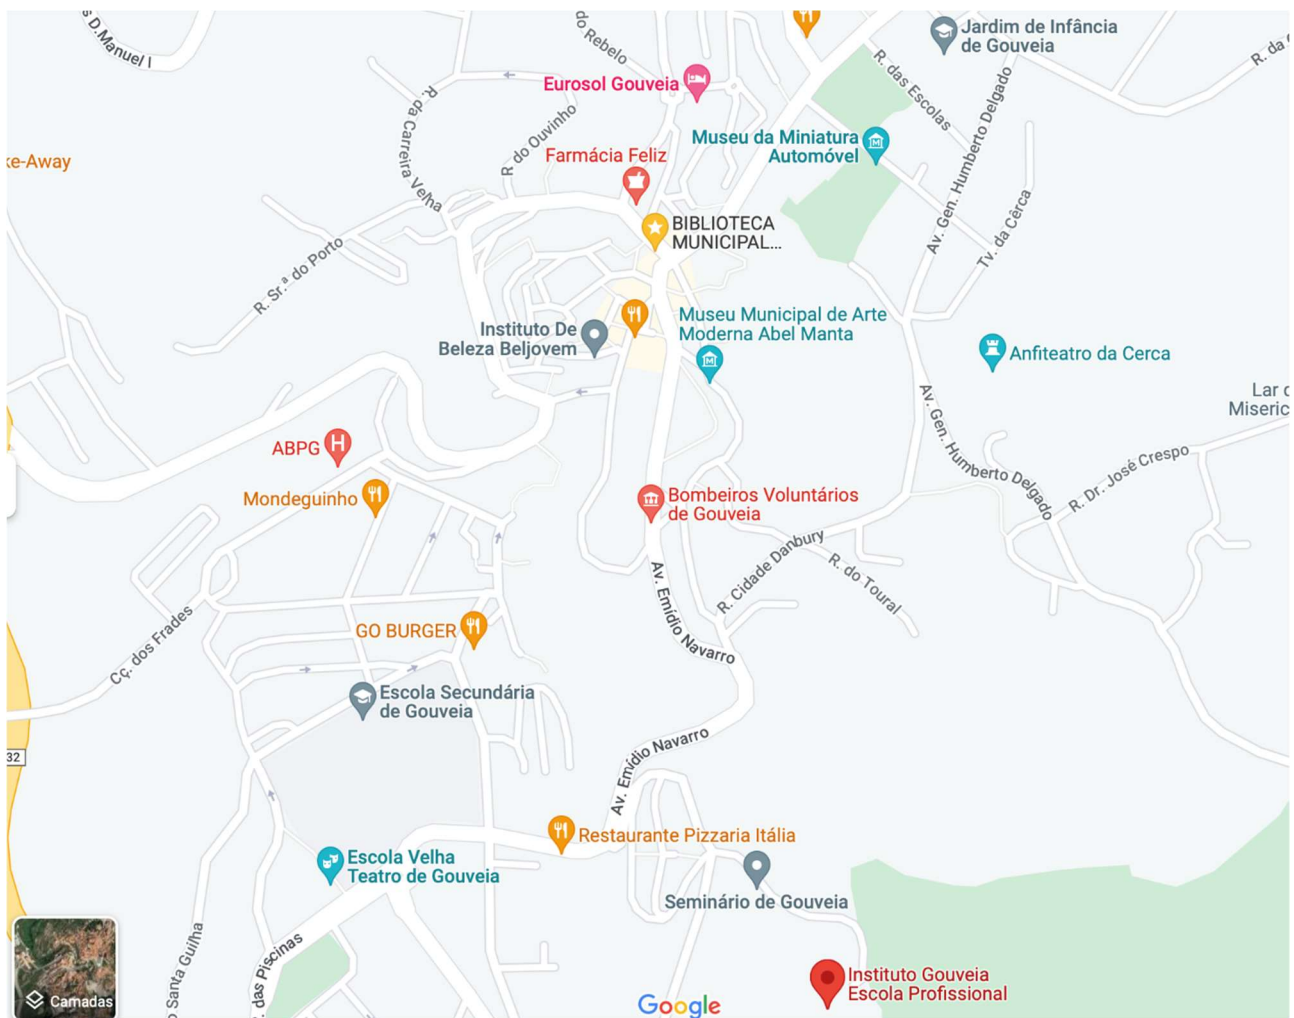 s D.Manuel I
do Rebelo
Jardim de Infância
de Gouveia
R. da
R. das Escolas
Eurosol Gouveia
R. da Carreira Velha
R. do Ouvinho
Museu da Miniatura
Automóvel
Av. Gen. Humberto Delgado
ke-Away
Farmácia Feliz
BIBLIOTECA
MUNICIPAL...
Tv. da Cerca
R. Sr.ª do Porto
Museu Municipal de Arte
Moderna Abel Manta
Instituto De
Beleza Beljovem
Anfiteatro da Cerca
Lar
Miseric
Av. Gen. Humberto Delgado
ABPG
H
R. Dr. José Crespo
Mondeguinho
Bombeiros Voluntários
de Gouveia
R. Cidade Danbury
R. do Toural
Av. Emídio Navarro
GO BURGER
Cç. dos Frades
Escola Secundária
de Gouveia
32
Av. Emídio Navarro
Restaurante Pizzaria Itália
Escola Velha
Teatro de Gouveia
Seminário de Gouveia
o Santa Guilha
. das Piscinas
Instituto Gouveia
Escola Profissional
Camadas
Google